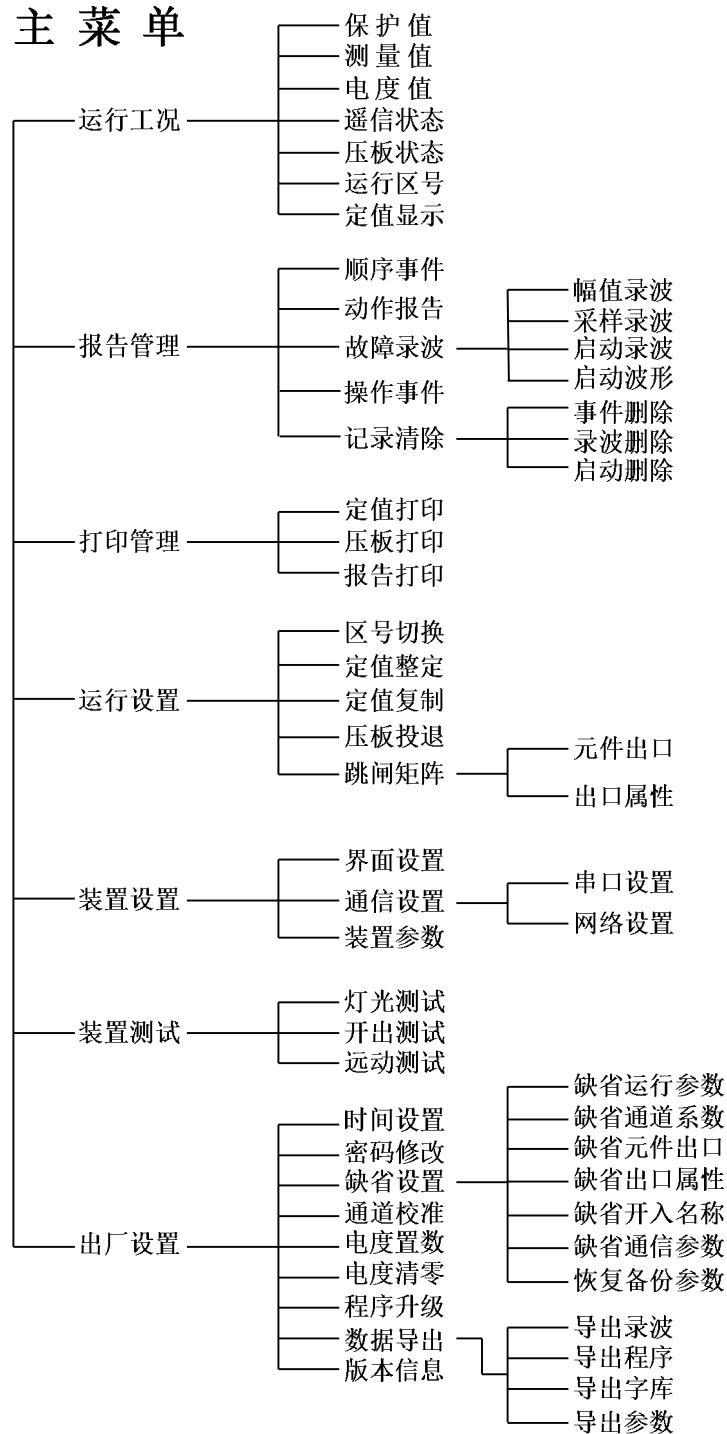 主菜单
运行工况
保护值
测量值
电度值
遥信状态
压板状态
运行区号
定值显示
报告管理
顺序事件
动作报告
故障录波
幅值录波
采样录波
启动录波
启动波形
操作事件
记录清除
事件删除
录波删除
启动删除
打印管理
定值打印
压板打印
报告打印
运行设置
区号切换
定值整定
定值复制
压板投退
跳闸矩阵
元件出口
出口属性
装置设置
界面设置
通信设置
串口设置
网络设置
装置参数
装置测试
灯光测试
开出测试
远动测试
出厂设置
时间设置
密码修改
缺省设置
缺省运行参数
缺省通道系数
缺省元件出口
缺省出口属性
缺省开入名称
缺省通信参数
恢复备份参数
通道校准
电度置数
电度清零
程序升级
数据导出
导出录波
导出程序
导出字库
导出参数
版本信息